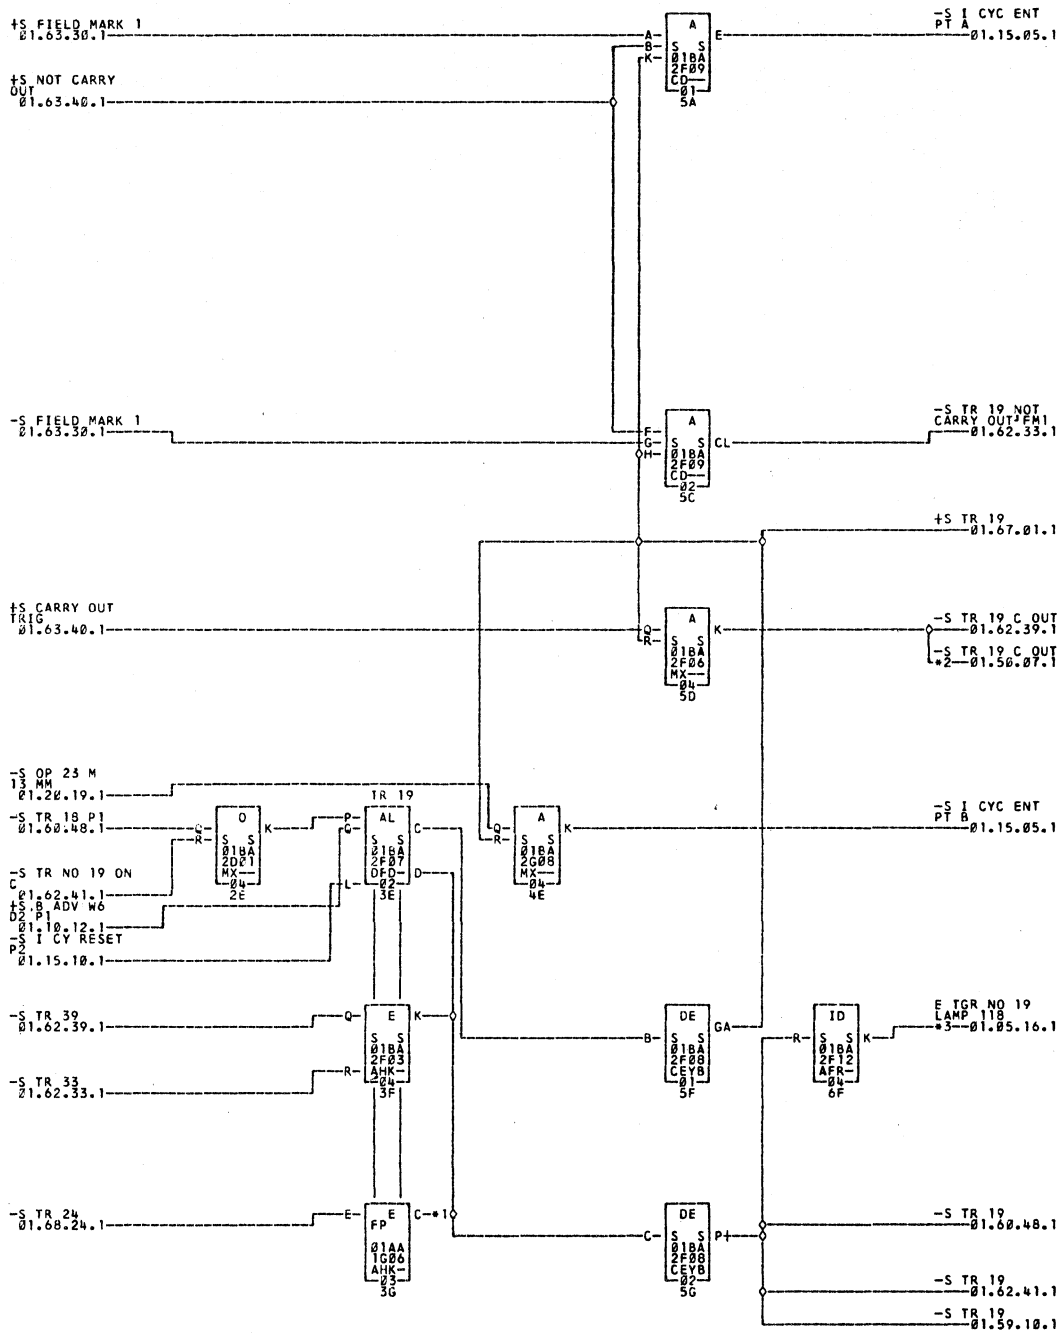 +S FIELD MARK 1
01.63.30.1
A
A
B
K
E
S S
01BA
2F09
CD--
01
5A
-S I CYC ENT
PT A
01.15.05.1
+S NOT CARRY
OUT
01.63.40.1
-S FIELD MARK 1
01.63.30.1
A
F
G
H
CL
S S
01BA
2F09
CD--
02
5C
-S TR 19 NOT
CARRY OUT'FM1
01.62.33.1
+S TR 19
01.67.01.1
+S CARRY OUT
TRIG
01.63.40.1
A
Q
R
K
S S
01BA
2F06
MX--
04
5D
-S TR 19 C OUT
01.62.39.1
-S TR 19 C OUT
*2--01.50.07.1
-S OP 23 M
13 MM
01.20.19.1
-S TR 18 P1
01.60.48.1
O
Q
R
K
S S
01BA
2D01
MX--
04
2E
TR 19
AL
P
Q
L
C
D
S S
01BA
2F07
DFD-
02
3E
A
Q
R
K
S S
01BA
2G08
MX--
04
4E
-S I CYC ENT
PT B
01.15.05.1
-S TR NO 19 ON
C
01.62.41.1
+S.B ADV W6
D2 P1
01.10.12.1
-S I CY RESET
P2
01.15.10.1
-S TR 39
01.62.39.1
E
Q
R
K
S S
01BA
2F03
AHK-
04
3F
DE
B
GA
S S
01BA
2F08
CEYB
01
5F
ID
R
K
S S
01BA
2F12
AFR-
04
6F
E TGR NO 19
LAMP 118
*3--01.05.16.1
-S TR 33
01.62.33.1
-S TR 24
01.68.24.1
E
E
C-*1
FP
01AA
1G06
AHK-
03
3G
DE
C
P+
S S
01BA
2F08
CEYB
02
5G
-S TR 19
01.60.48.1
-S TR 19
01.62.41.1
-S TR 19
01.59.10.1